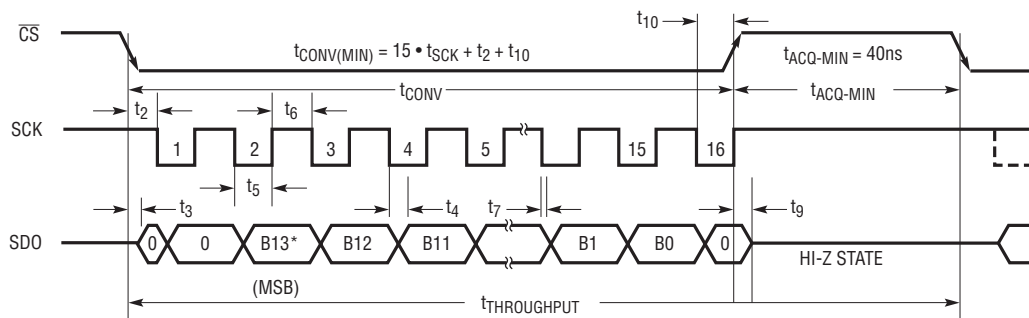 t10
CS
tCONV(MIN) = 15 • tSCK + t2 + t10
tACQ-MIN = 40ns
tCONV
tACQ-MIN
t2
t6
SCK
1 2 3 4 5 15 16
t5
t3
t4
t7
t9
SDO
0 0 B13* B12 B11 B1 B0 0
HI-Z STATE
(MSB)
tTHROUGHPUT